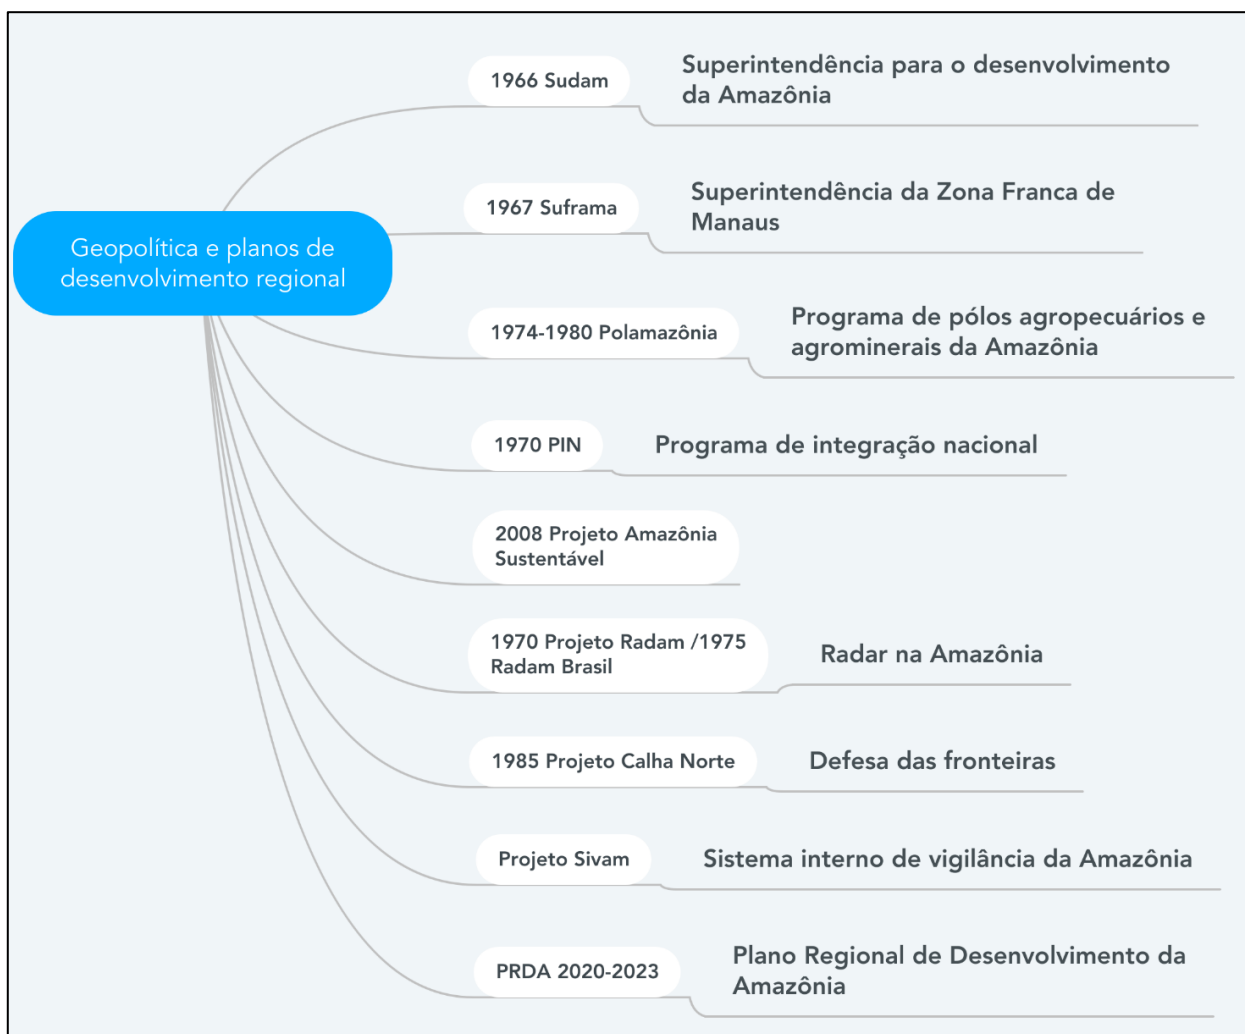 Geopolítica e planos de
desenvolvimento regional
1966 Sudam
Superintendência para o desenvolvimento
da Amazônia
1967 Suframa
Superintendência da Zona Franca de
Manaus
1974-1980 Polamazônia
Programa de pólos agropecuários e
agrominerais da Amazônia
1970 PIN
Programa de integração nacional
2008 Projeto Amazônia
Sustentável
1970 Projeto Radam /1975
Radam Brasil
Radar na Amazônia
1985 Projeto Calha Norte
Defesa das fronteiras
Projeto Sivam
Sistema interno de vigilância da Amazônia
PRDA 2020-2023
Plano Regional de Desenvolvimento da
Amazônia